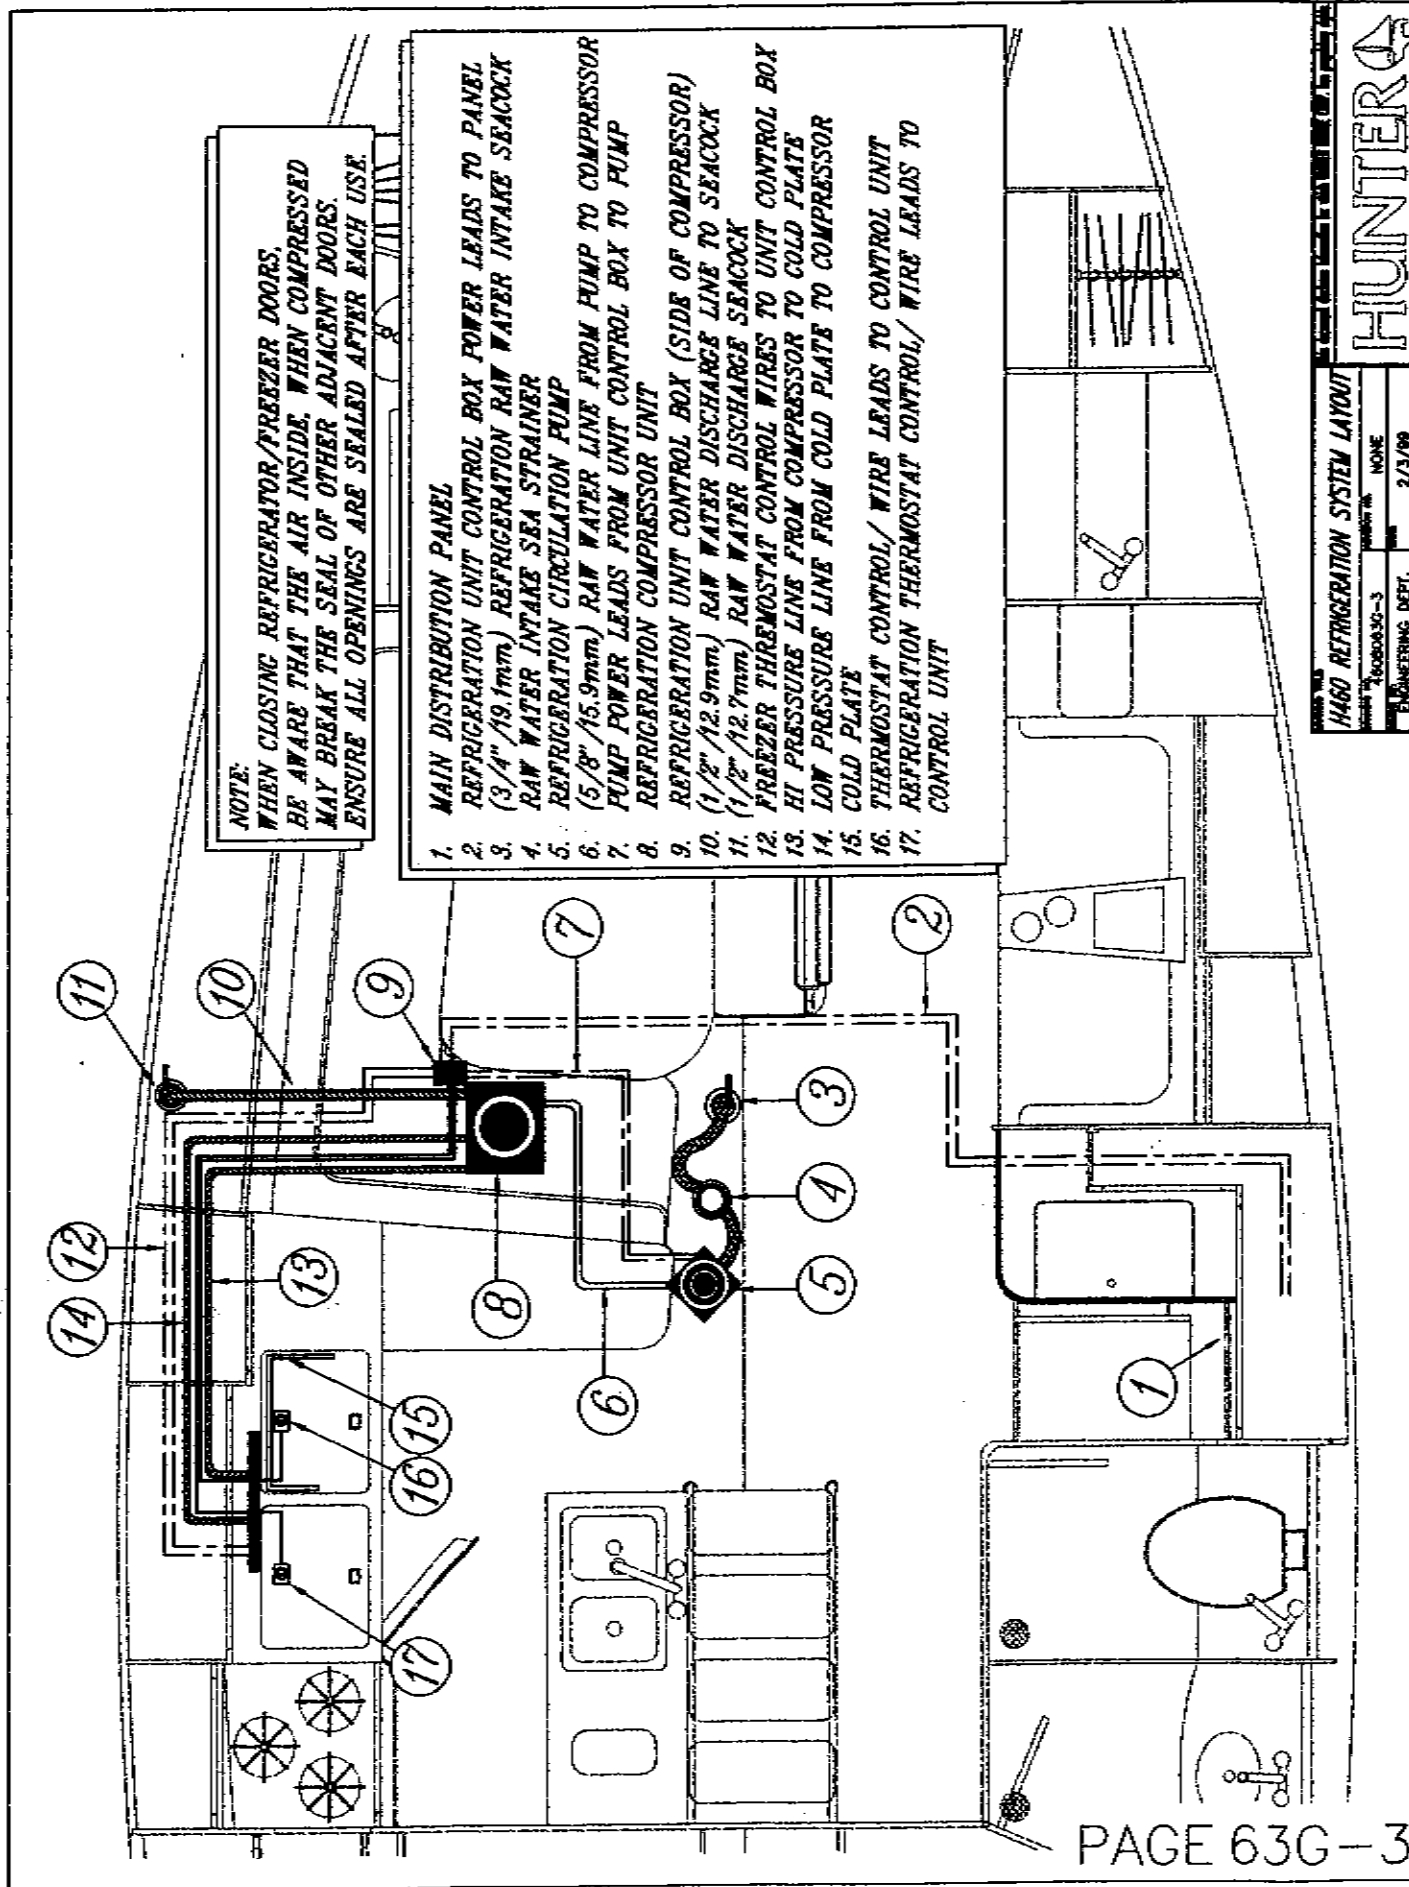 NOTE:
WHEN CLOSING REFRIGERATOR/FREEZER DOORS,
BE AWARE THAT THE AIR INSIDE, WHEN COMPRESSED
MAY BREAK THE SEAL OF OTHER ADJACENT DOORS.
ENSURE ALL OPENINGS ARE SEALED AFTER EACH USE.
1. MAIN DISTRIBUTION PANEL
2. REFRIGERATION UNIT CONTROL BOX POWER LEADS TO PANEL
3. (3/4"/19.1mm) REFRIGERATION RAW WATER INTAKE SEACOCK
4. RAW WATER INTAKE SEA STRAINER
5. REFRIGERATION CIRCULATION PUMP
6. (5/8"/15.9mm) RAW WATER LINE FROM PUMP TO COMPRESSOR
7. PUMP POWER LEADS FROM UNIT CONTROL BOX TO PUMP
8. REFRIGERATION COMPRESSOR UNIT
9. REFRIGERATION UNIT CONTROL BOX (SIDE OF COMPRESSOR)
10. (1/2"/12.9mm) RAW WATER DISCHARGE LINE TO SEACOCK
11. (1/2"/12.7mm) RAW WATER DISCHARGE SEACOCK
12. FREEZER THREMOSTAT CONTROL WIRES TO UNIT CONTROL BOX
13. HI PRESSURE LINE FROM COMPRESSOR TO COLD PLATE
14. LOW PRESSURE LINE FROM COLD PLATE TO COMPRESSOR
15. COLD PLATE
16. THERMOSTAT CONTROL/ WIRE LEADS TO CONTROL UNIT
17. REFRIGERATION THERMOSTAT CONTROL/ WIRE LEADS TO
CONTROL UNIT
11
10
9
7
2
12
14
13
8
3
4
5
6
15
16
17
1
H460 REFRIGERATION SYSTEM LAYOUT
NONE
ENGINEERING DEPT.
2/3/99
HUNTER
PAGE 63G-3